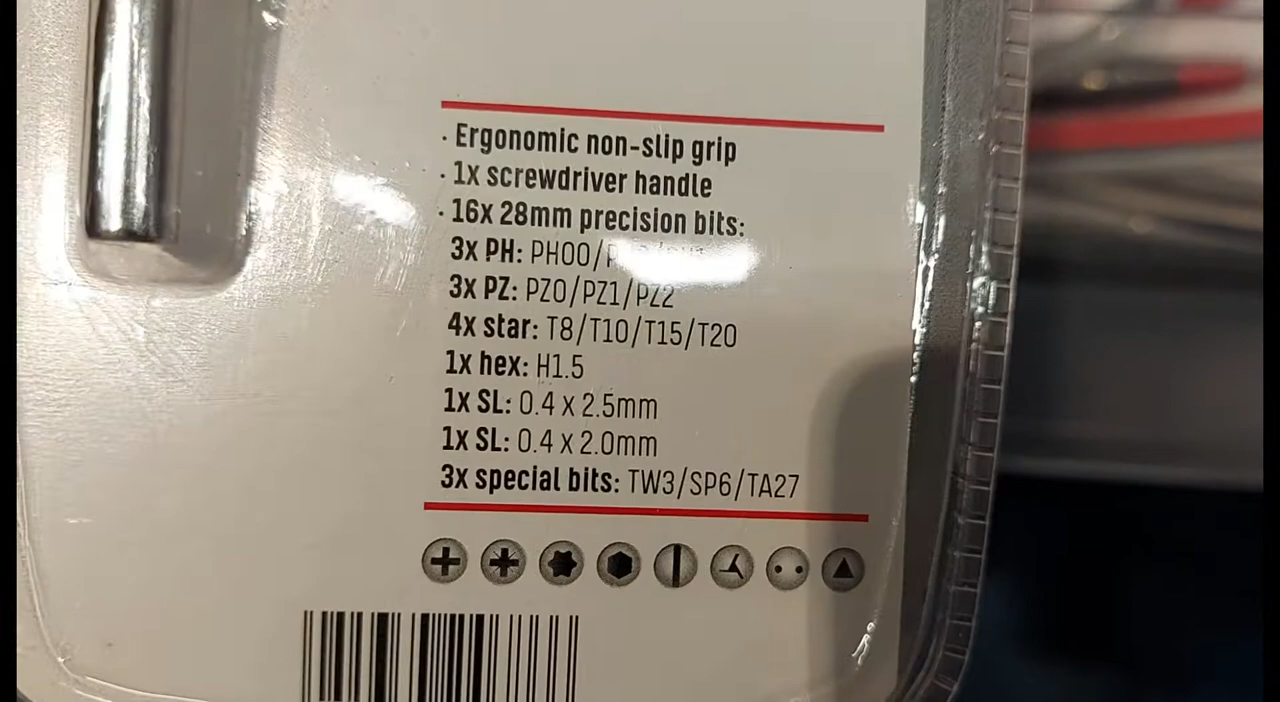 · Ergonomic non-slip grip
· 1x screwdriver handle
· 16x 28mm precision bits:
3x PH: PH00/
3x PZ: PZ0/PZ1/PZ2
4x star: T8/T10/T15/T20
1x hex: H1.5
1x SL: 0.4 x 2.5mm
1x SL: 0.4 x 2.0mm
3x special bits: TW3/SP6/TA27